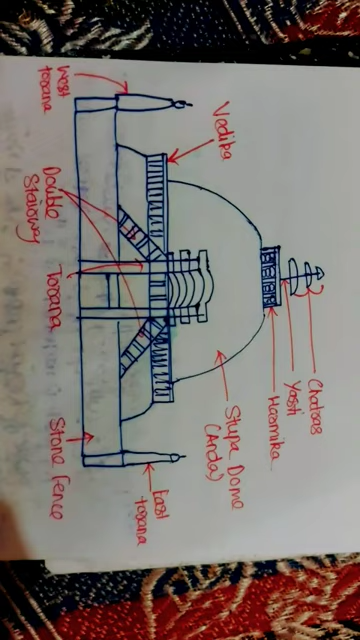 Chatras
Yasti
Harmika
Stupa Dome
(Anda)
Vedika
West
torana
Double
Stairway
Torana
East
torana
Stone fence